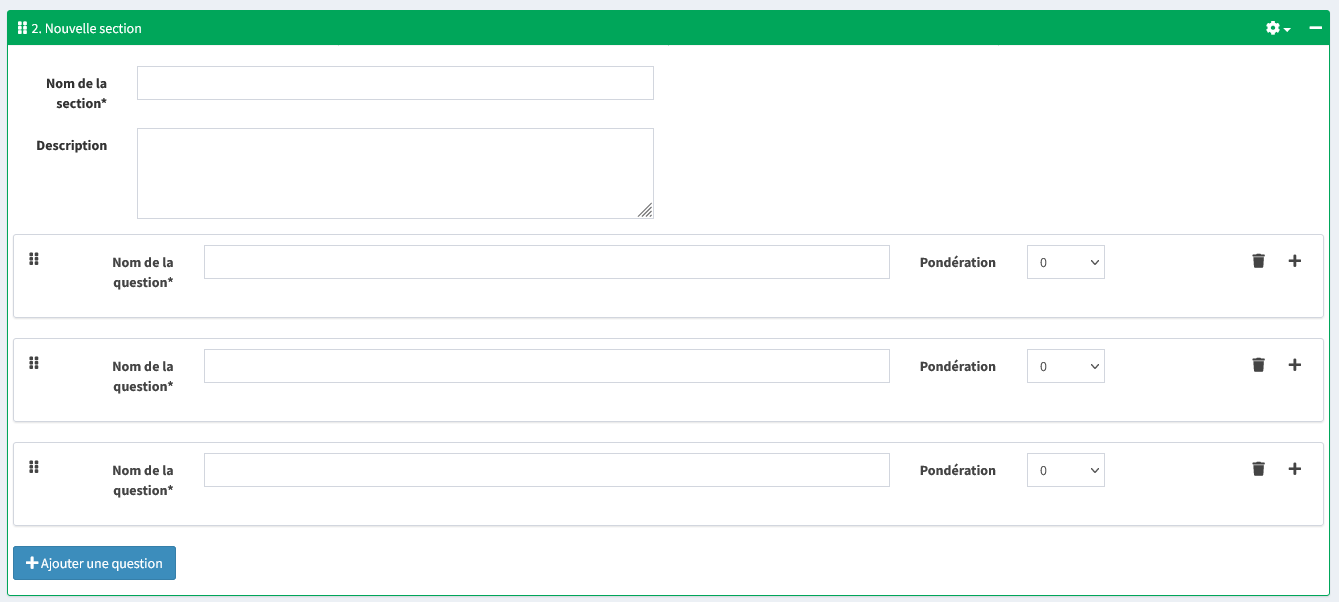 2. Nouvelle section
Nom de la
section*
Description
Nom de la
question*
Pondération
0
Nom de la
question*
Pondération
0
Nom de la
question*
Pondération
0
Ajouter une question